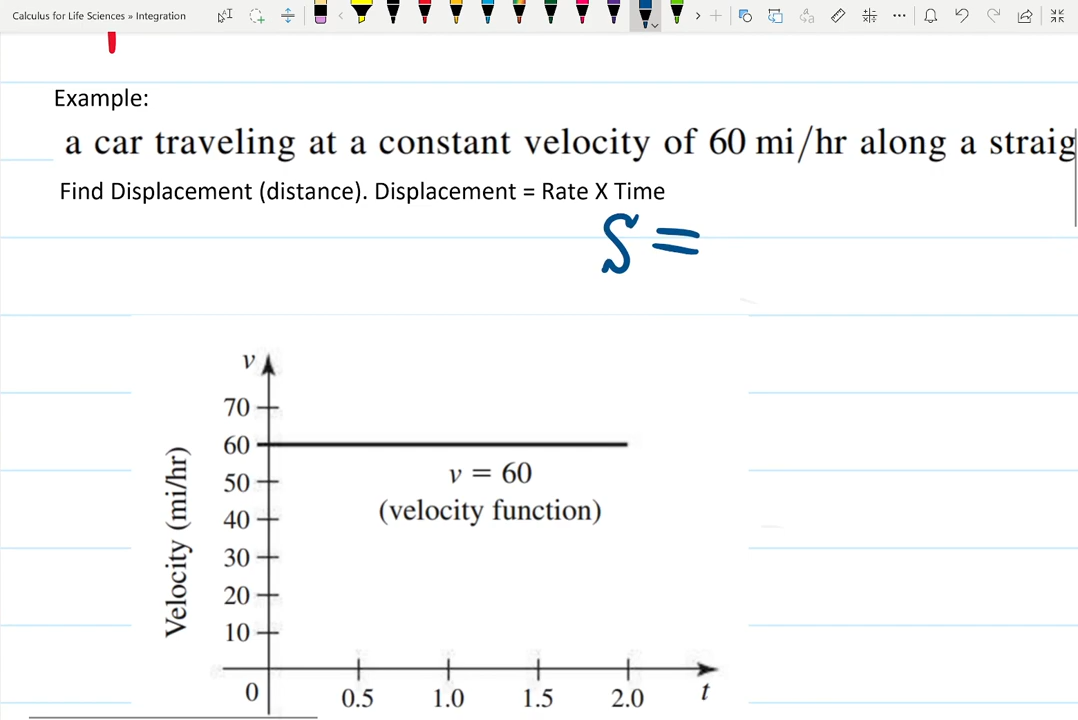 Calculus for Life Sciences » Integration
Example:
a car traveling at a constant velocity of 60 mi/hr along a straig
Find Displacement (distance). Displacement = Rate X Time
S =
v
70
60
50
40
30
20
10
0
Velocity (mi/hr)
v = 60
(velocity function)
0.5 1.0 1.5 2.0 t